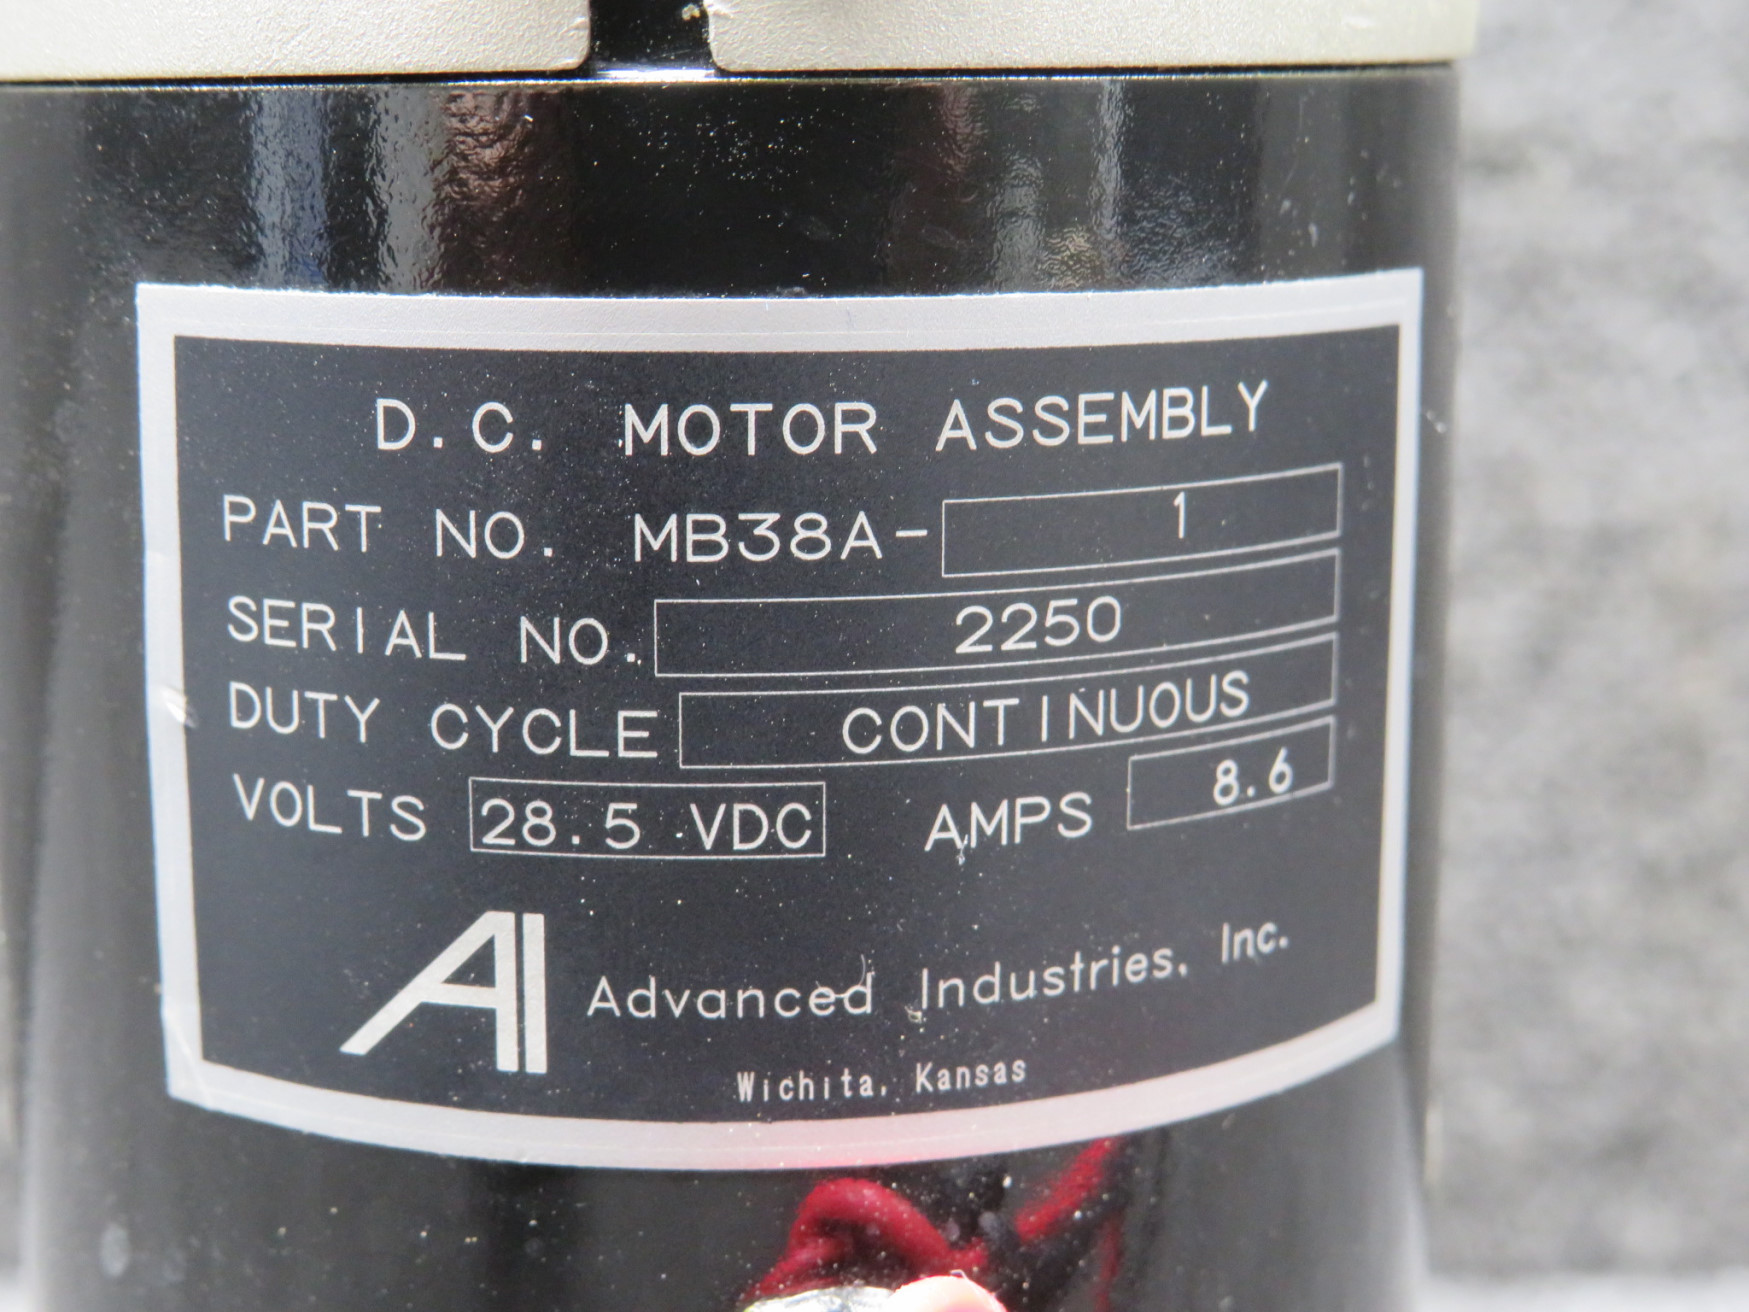 D.C. MOTOR ASSEMBLY
PART NO. MB38A- 1
SERIAL NO. 2250
DUTY CYCLE CONTINUOUS
VOLTS 28.5 VDC AMPS 8.6
AI Advanced Industries, Inc.
Wichita, Kansas